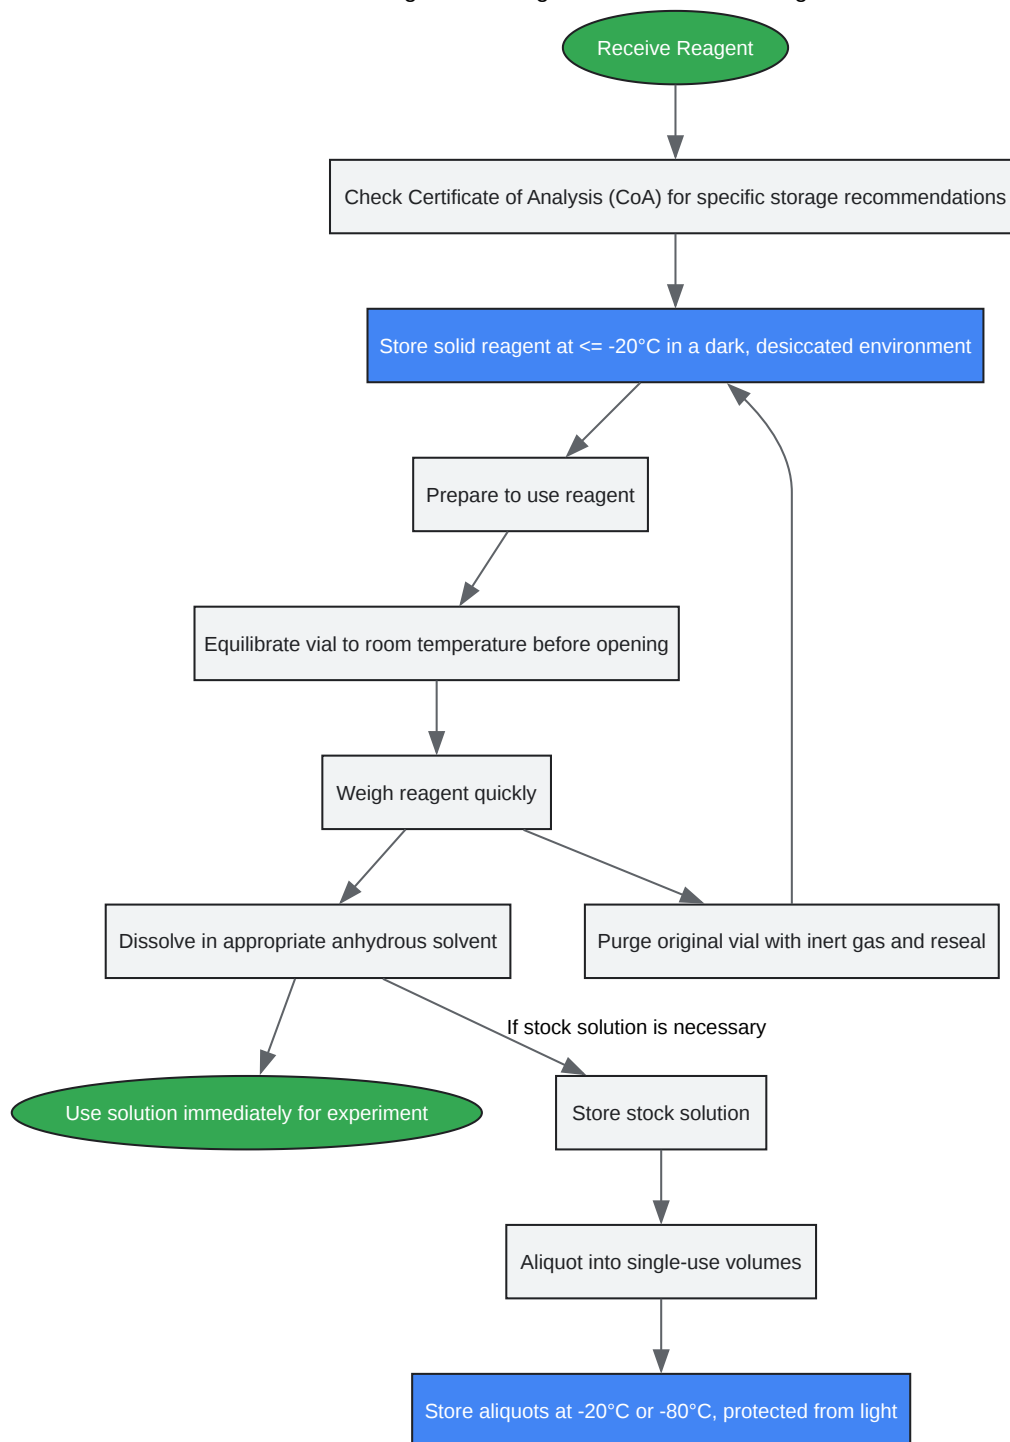 Receive Reagent
Check Certificate of Analysis (CoA) for specific storage recommendations
Store solid reagent at <= -20°C in a dark, desiccated environment
Prepare to use reagent
Equilibrate vial to room temperature before opening
Weigh reagent quickly
Dissolve in appropriate anhydrous solvent
Purge original vial with inert gas and reseal
If stock solution is necessary
Use solution immediately for experiment
Store stock solution
Aliquot into single-use volumes
Store aliquots at -20°C or -80°C, protected from light